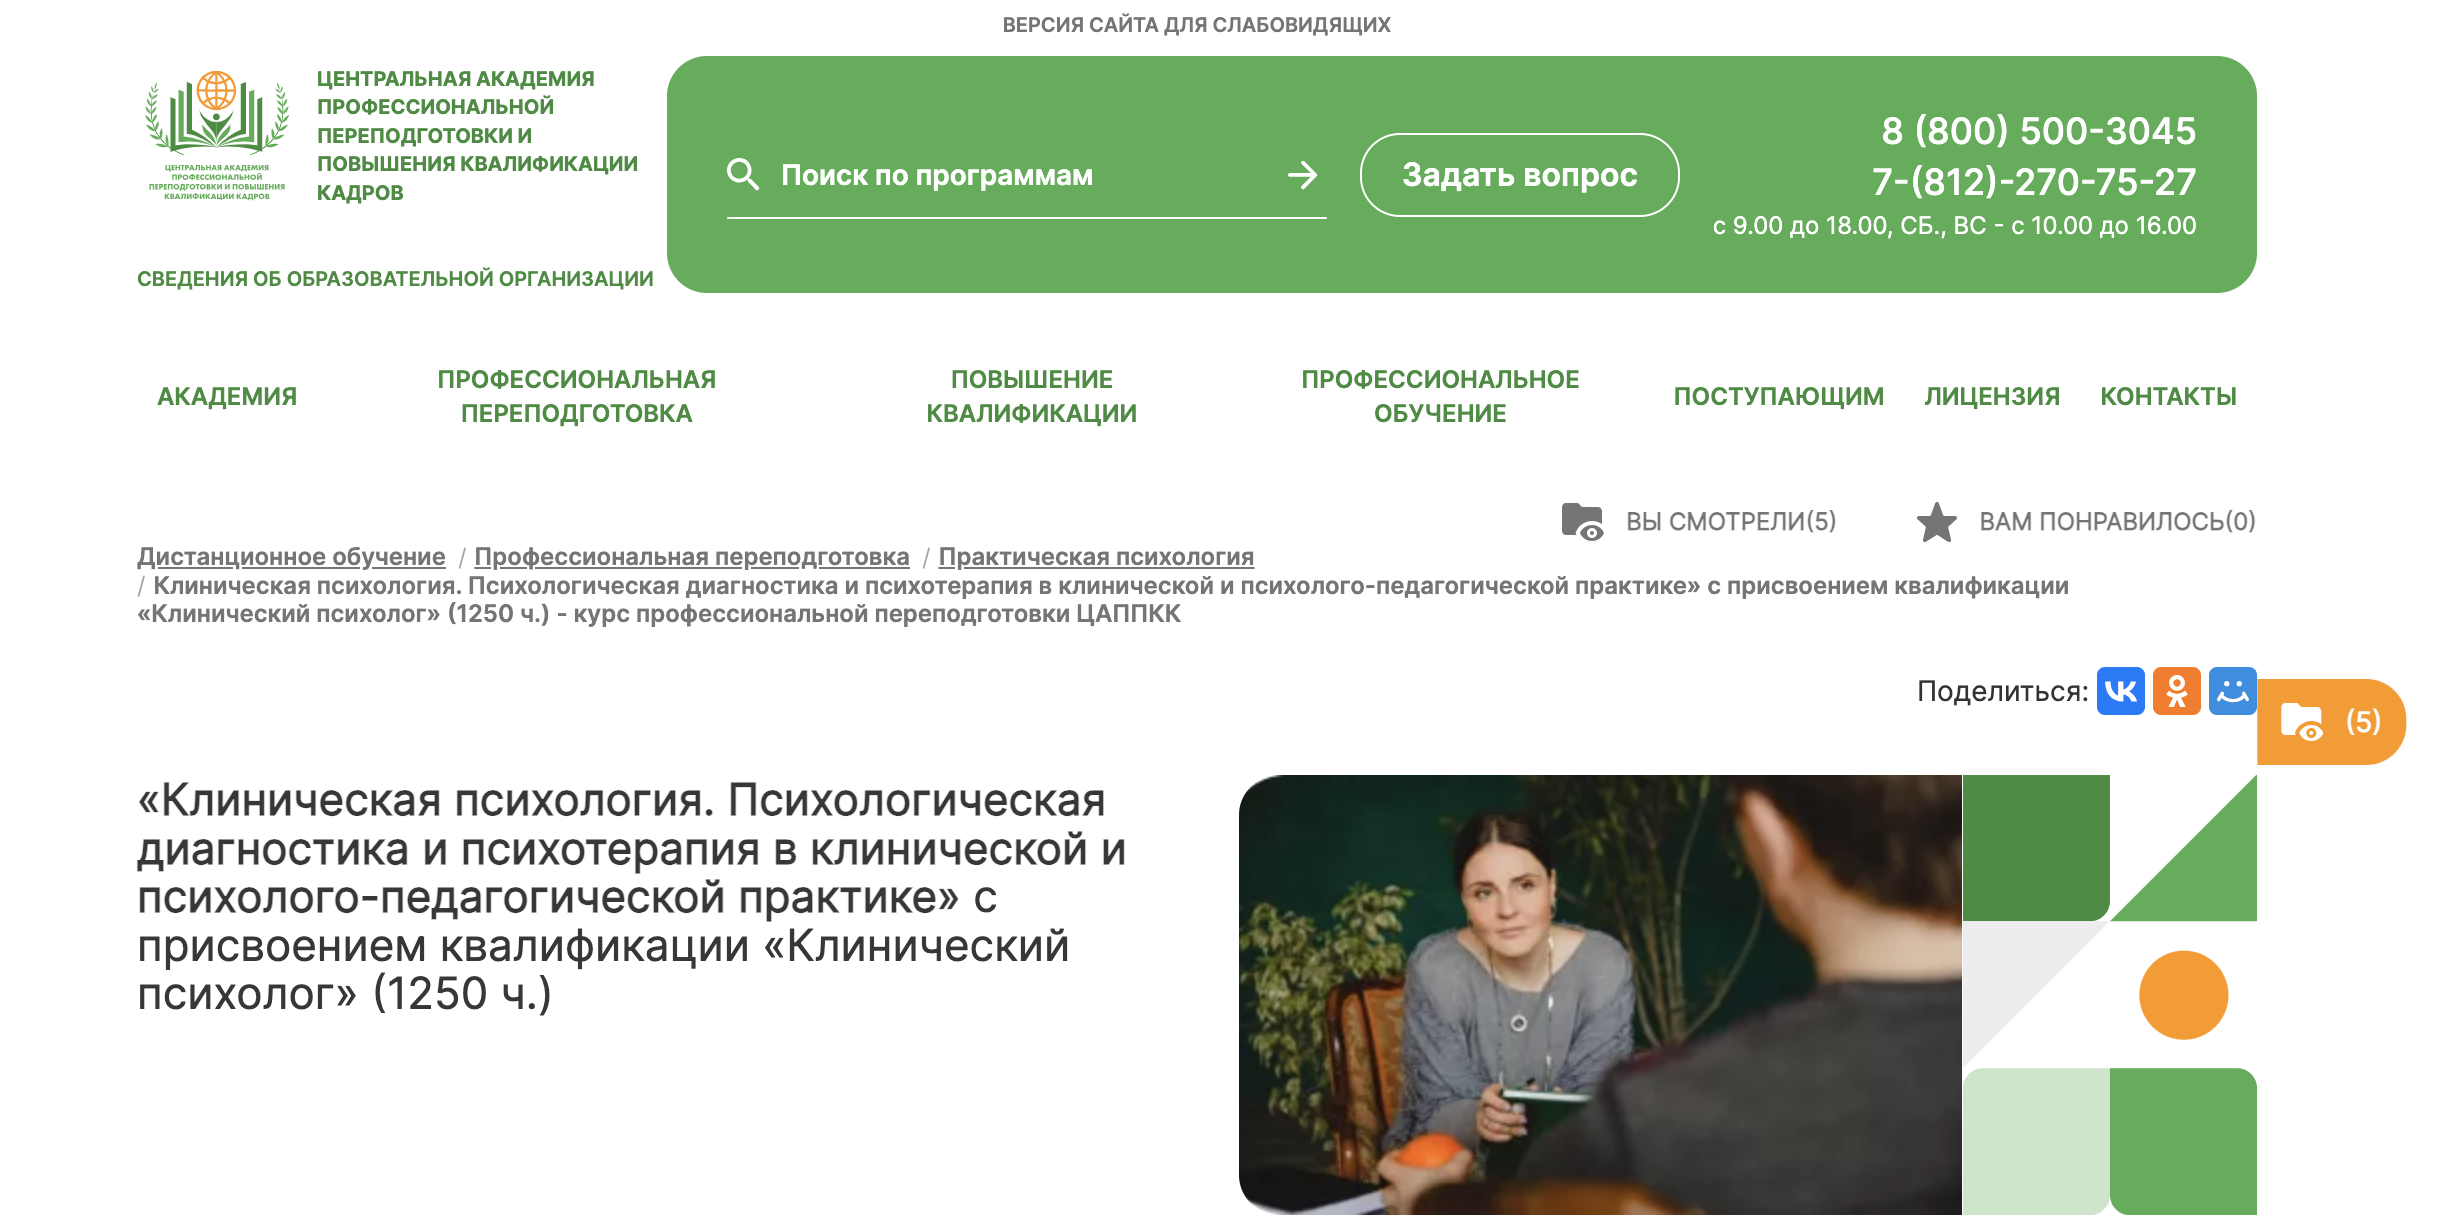 ВЕРСИЯ САЙТА ДЛЯ СЛАБОВИДЯЩИХ
ЦЕНТРАЛЬНАЯ АКАДЕМИЯ
ПРОФЕССИОНАЛЬНОЙ
ПЕРЕПОДГОТОВКИ И ПОВЫШЕНИЯ
КВАЛИФИКАЦИИ КАДРОВ
ЦЕНТРАЛЬНАЯ АКАДЕМИЯ
ПРОФЕССИОНАЛЬНОЙ
ПЕРЕПОДГОТОВКИ И
ПОВЫШЕНИЯ КВАЛИФИКАЦИИ
КАДРОВ
СВЕДЕНИЯ ОБ ОБРАЗОВАТЕЛЬНОЙ ОРГАНИЗАЦИИ
Поиск по программам
Задать вопрос
8 (800) 500-3045
7-(812)-270-75-27
с 9.00 до 18.00, СБ., ВС - с 10.00 до 16.00
АКАДЕМИЯ
ПРОФЕССИОНАЛЬНАЯ
ПЕРЕПОДГОТОВКА
ПОВЫШЕНИЕ
КВАЛИФИКАЦИИ
ПРОФЕССИОНАЛЬНОЕ
ОБУЧЕНИЕ
ПОСТУПАЮЩИМ
ЛИЦЕНЗИЯ
КОНТАКТЫ
ВЫ СМОТРЕЛИ(5)
ВАМ ПОНРАВИЛОСЬ(0)
Дистанционное обучение / Профессиональная переподготовка / Практическая психология
/ Клиническая психология. Психологическая диагностика и психотерапия в клинической и психолого-педагогической практике» с присвоением квалификации
«Клинический психолог» (1250 ч.) - курс профессиональной переподготовки ЦАППКК
Поделиться:
(5)
«Клиническая психология. Психологическая
диагностика и психотерапия в клинической и
психолого-педагогической практике» с
присвоением квалификации «Клинический
психолог» (1250 ч.)